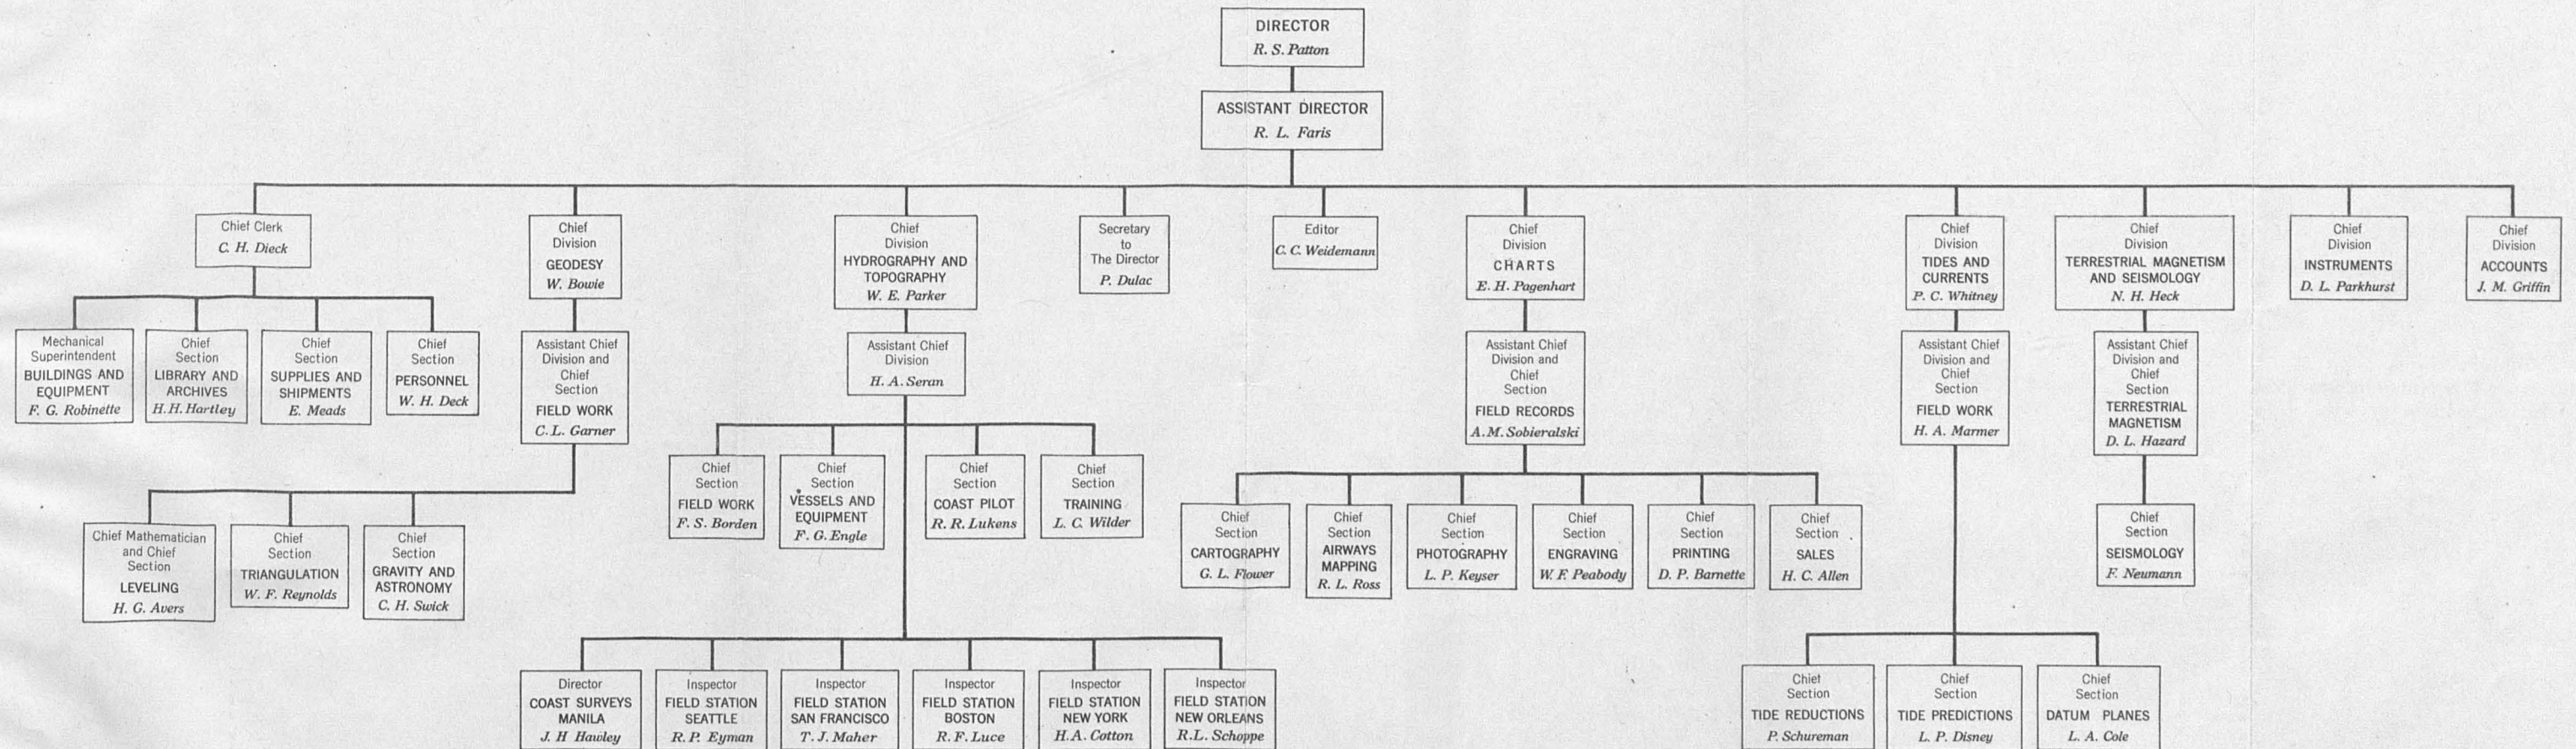 DIRECTOR
R. S. Patton
ASSISTANT DIRECTOR
R. L. Faris
Chief Clerk
C. H. Dieck
Chief
Division
GEODESY
W. Bowie
Chief
Division
HYDROGRAPHY AND
TOPOGRAPHY
W. E. Parker
Secretary
to
The Director
P. Dulac
Editor
C. C. Weidemann
Chief
Division
CHARTS
E. H. Pagenhart
Chief
Division
TIDES AND
CURRENTS
P. C. Whitney
Chief
Division
TERRESTRIAL MAGNETISM
AND SEISMOLOGY
N. H. Heck
Chief
Division
INSTRUMENTS
D. L. Parkhurst
Chief
Division
ACCOUNTS
J. M. Griffin
Mechanical
Superintendent
BUILDINGS AND
EQUIPMENT
F. G. Robinette
Chief
Section
LIBRARY AND
ARCHIVES
H. H. Hartley
Chief
Section
SUPPLIES AND
SHIPMENTS
E. Meads
Chief
Section
PERSONNEL
W. H. Deck
Assistant Chief
Division and
Chief
Section
FIELD WORK
C. L. Garner
Assistant Chief
Division
H. A. Seran
Assistant Chief
Division and
Chief
Section
FIELD RECORDS
A. M. Sobieralski
Assistant Chief
Division and
Chief
Section
FIELD WORK
H. A. Marmer
Assistant Chief
Division and
Chief
Section
TERRESTRIAL
MAGNETISM
D. L. Hazard
Chief
Section
FIELD WORK
F. S. Borden
Chief
Section
VESSELS AND
EQUIPMENT
F. G. Engle
Chief
Section
COAST PILOT
R. R. Lukens
Chief
Section
TRAINING
L. C. Wilder
Chief Mathematician
and Chief
Section
LEVELING
H. G. Avers
Chief
Section
TRIANGULATION
W. F. Reynolds
Chief
Section
GRAVITY AND
ASTRONOMY
C. H. Swick
Chief
Section
CARTOGRAPHY
G. L. Flower
Chief
Section
AIRWAYS
MAPPING
R. L. Ross
Chief
Section
PHOTOGRAPHY
L. P. Keyser
Chief
Section
ENGRAVING
W. F. Peabody
Chief
Section
PRINTING
D. P. Barnette
Chief
Section
SALES
H. C. Allen
Chief
Section
SEISMOLOGY
F. Neumann
Director
COAST SURVEYS
MANILA
J. H Hawley
Inspector
FIELD STATION
SEATTLE
R. P. Eyman
Inspector
FIELD STATION
SAN FRANCISCO
T. J. Maher
Inspector
FIELD STATION
BOSTON
R. F. Luce
Inspector
FIELD STATION
NEW YORK
H. A. Cotton
Inspector
FIELD STATION
NEW ORLEANS
R. L. Schoppe
Chief
Section
TIDE REDUCTIONS
P. Schureman
Chief
Section
TIDE PREDICTIONS
L. P. Disney
Chief
Section
DATUM PLANES
L. A. Cole